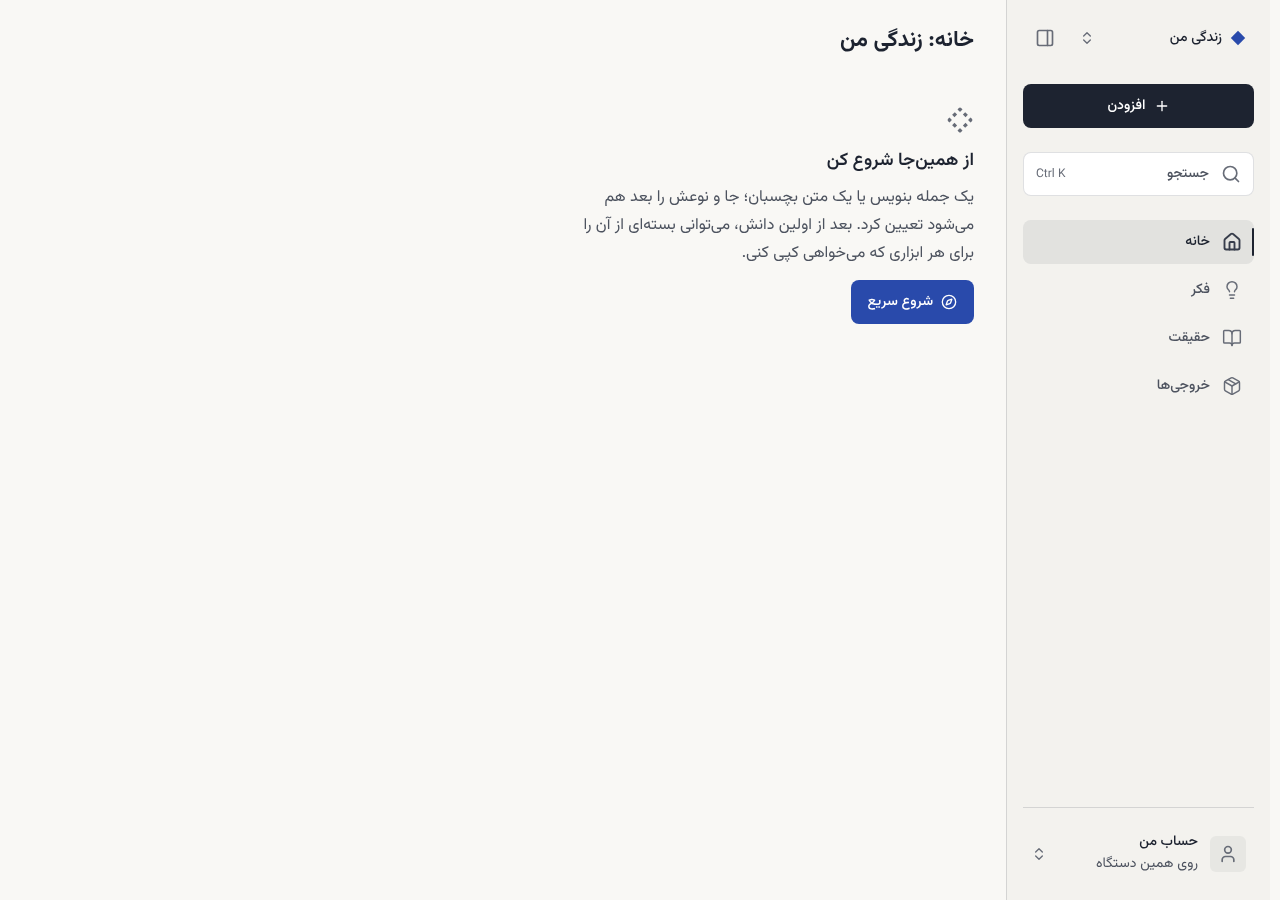 زندگی من
افزودن
جستجو
Ctrl K
خانه
فکر
حقیقت
خروجی‌ها
حساب من
روی همین دستگاه
خانه: زندگی من
از همین‌جا شروع کن
یک جمله بنویس یا یک متن بچسبان؛ جا و نوعش را بعد هم
می‌شود تعیین کرد. بعد از اولین دانش، می‌توانی بسته‌ای از آن را
برای هر ابزاری که می‌خواهی کپی کنی.
شروع سریع